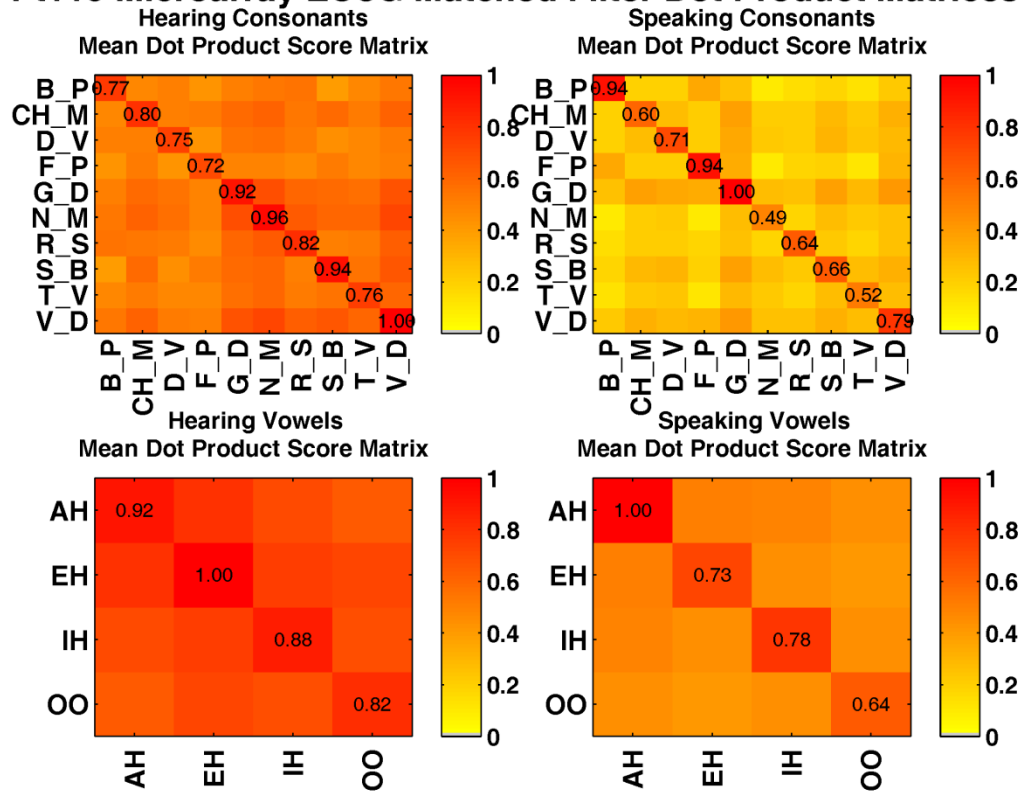 Microarray ECoG Matched Filter Dot Product Matrices
Hearing Consonants
Mean Dot Product Score Matrix
B_P 0.77
CH_M 0.80
D_V 0.75
F_P 0.72
G_D 0.92
N_M 0.96
R_S 0.82
S_B 0.94
T_V 0.76
V_D 1.00
B_P CH_M D_V F_P G_D N_M R_S S_B T_V V_D
1
0.8
0.6
0.4
0.2
0
Speaking Consonants
Mean Dot Product Score Matrix
B_P 0.94
CH_M 0.60
D_V 0.71
F_P 0.94
G_D 1.00
N_M 0.49
R_S 0.64
S_B 0.66
T_V 0.52
V_D 0.79
B_P CH_M D_V F_P G_D N_M R_S S_B T_V V_D
1
0.8
0.6
0.4
0.2
0
Hearing Vowels
Mean Dot Product Score Matrix
AH 0.92
EH 1.00
IH 0.88
OO 0.82
AH EH IH OO
1
0.8
0.6
0.4
0.2
0
Speaking Vowels
Mean Dot Product Score Matrix
AH 1.00
EH 0.73
IH 0.78
OO 0.64
AH EH IH OO
1
0.8
0.6
0.4
0.2
0